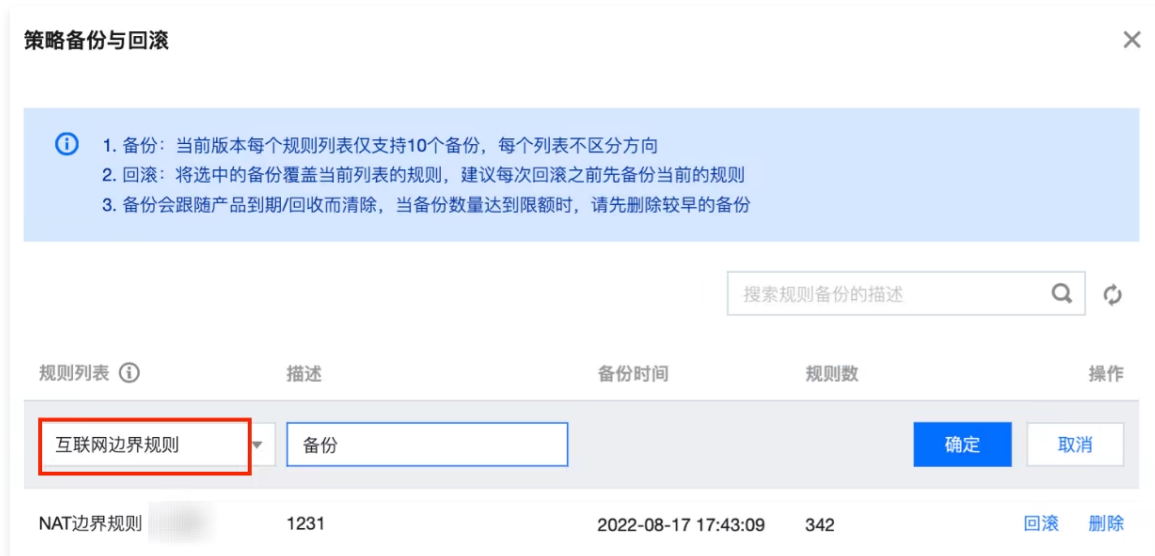 策略备份与回滚
1. 备份：当前版本每个规则列表仅支持10个备份，每个列表不区分方向
2. 回滚：将选中的备份覆盖当前列表的规则，建议每次回滚之前先备份当前的规则
3. 备份会跟随产品到期/回收而清除，当备份数量达到限额时，请先删除较早的备份
搜索规则备份的描述
规则列表 描述 备份时间 规则数 操作
互联网边界规则 备份 确定 取消
NAT边界规则 1231 2022-08-17 17:43:09 342 回滚 删除